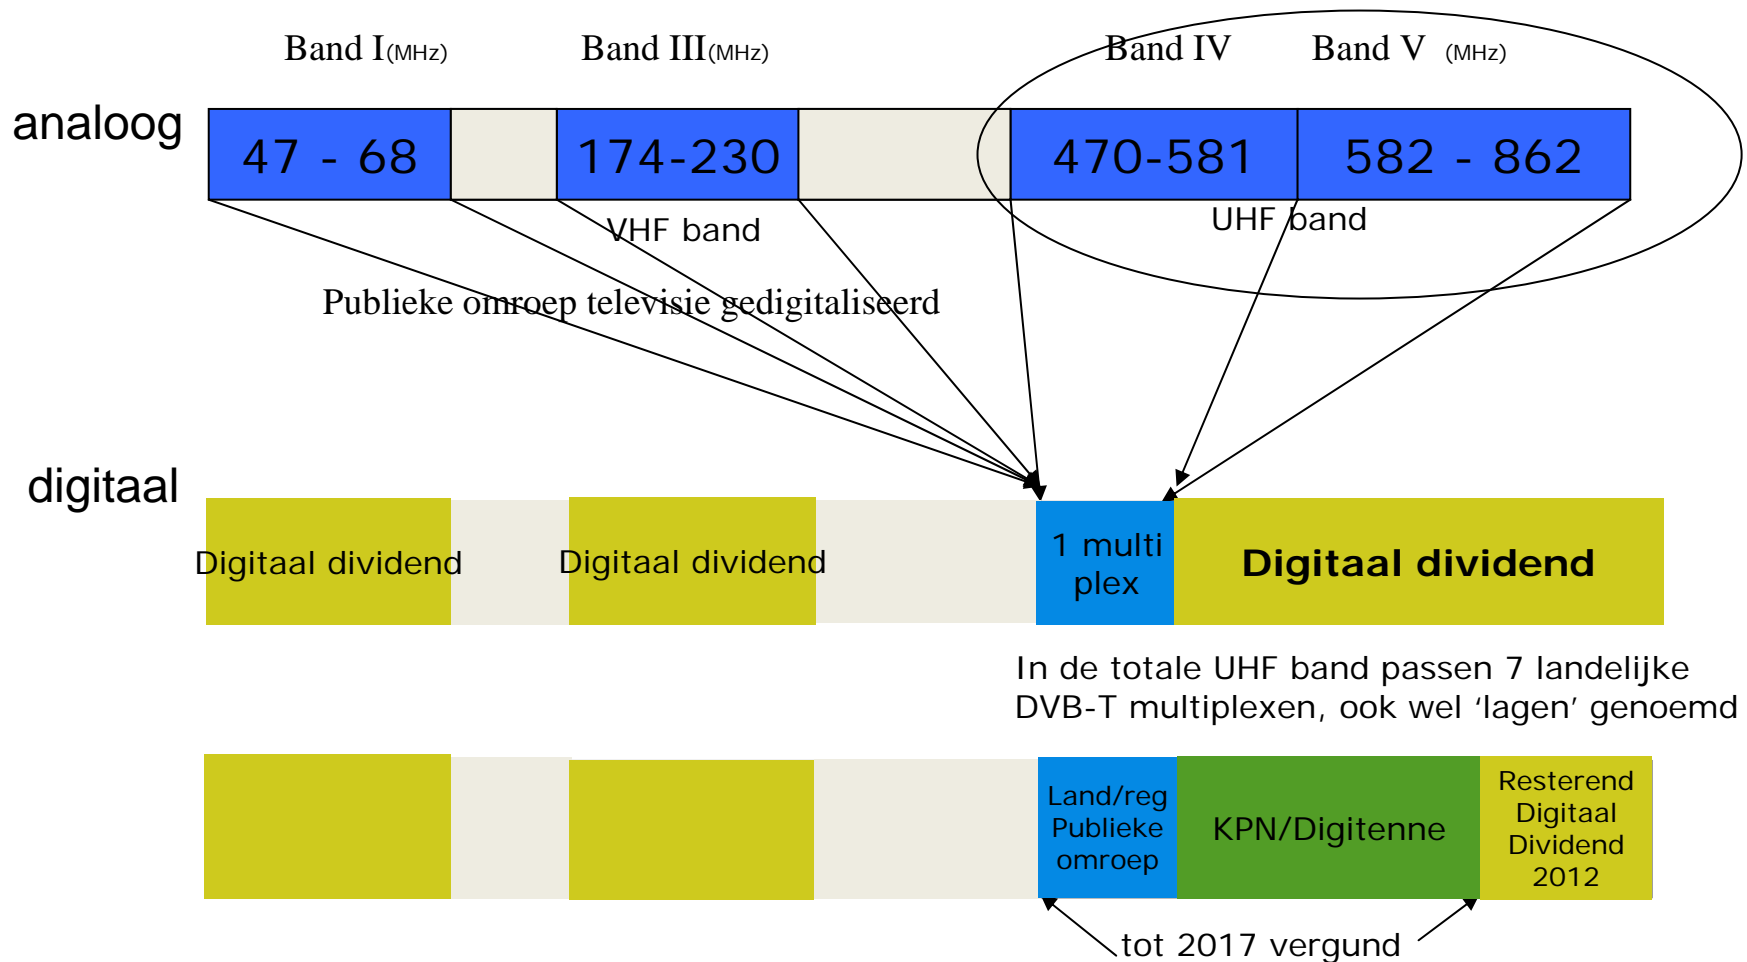 Band I(MHz) Band III(MHz) Band IV Band V (MHz)
analoog
47 - 68 174-230 470-581 582 - 862
VHF band UHF band
Publieke omroep televisie gedigitaliseerd
digitaal
Digitaal dividend Digitaal dividend 1 multi
plex Digitaal dividend
In de totale UHF band passen 7 landelijke
DVB-T multiplexen, ook wel ‘lagen’ genoemd
Land/reg
Publieke
omroep
KPN/Digitenne
Resterend
Digitaal
Dividend
2012
tot 2017 vergund